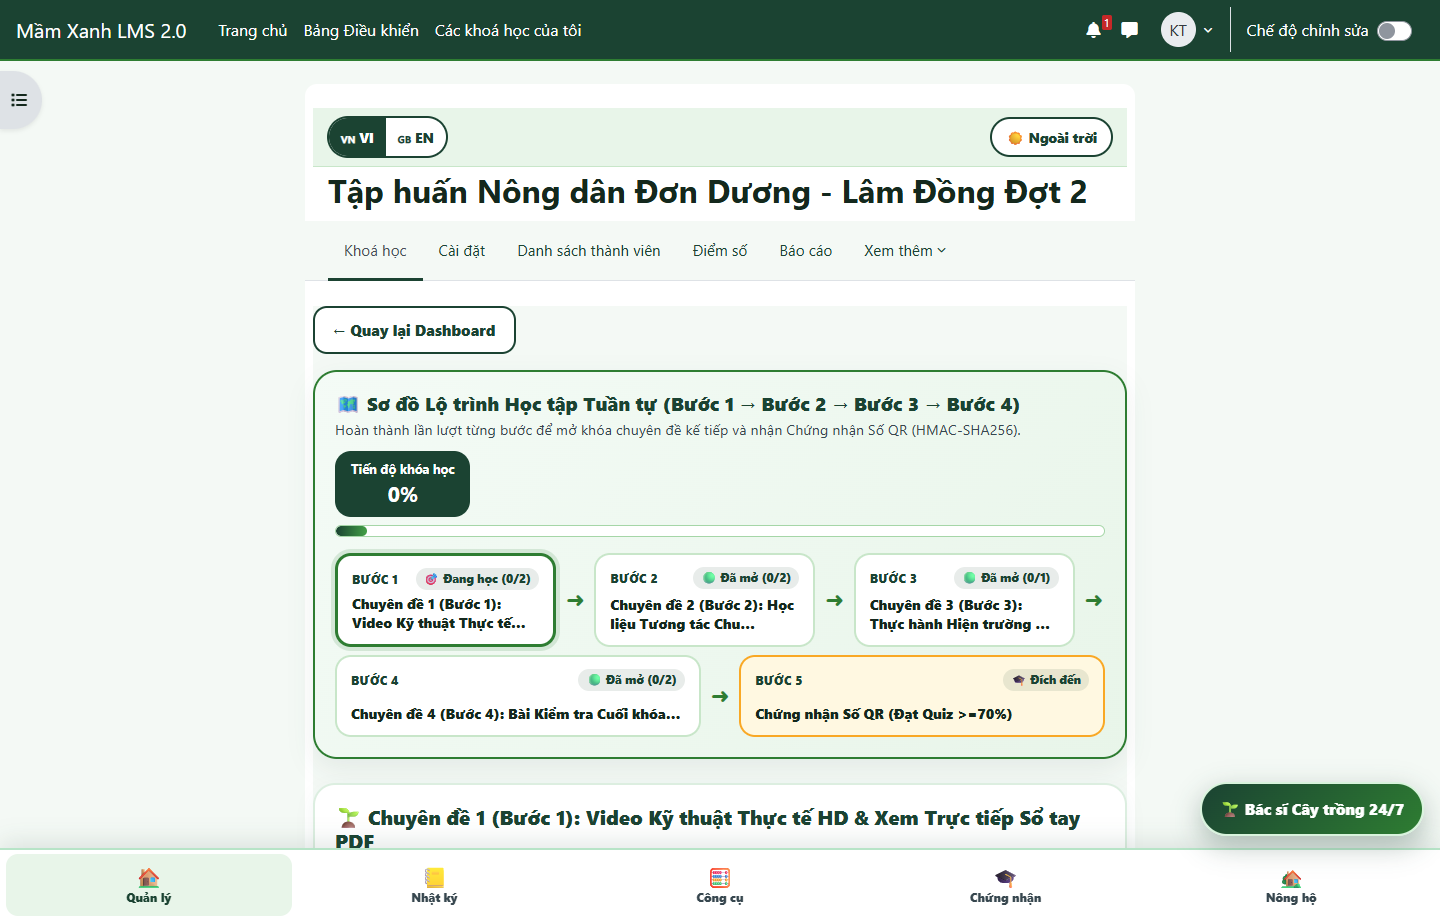 Mầm Xanh LMS 2.0
Trang chủ
Bảng Điều khiển
Các khoá học của tôi
1
KT
Chế độ chỉnh sửa
VN VI
GB EN
Ngoài trời
Tập huấn Nông dân Đơn Dương - Lâm Đồng Đợt 2
Khoá học
Cài đặt
Danh sách thành viên
Điểm số
Báo cáo
Xem thêm
← Quay lại Dashboard
Sơ đồ Lộ trình Học tập Tuần tự (Bước 1 → Bước 2 → Bước 3 → Bước 4)
Hoàn thành lần lượt từng bước để mở khóa chuyên đề kế tiếp và nhận Chứng nhận Số QR (HMAC-SHA256).
Tiến độ khóa học
0%
BƯỚC 1
Đang học (0/2)
Chuyên đề 1 (Bước 1):
Video Kỹ thuật Thực tế...
BƯỚC 2
Đã mở (0/2)
Chuyên đề 2 (Bước 2): Học
liệu Tương tác Chu...
BƯỚC 3
Đã mở (0/1)
Chuyên đề 3 (Bước 3):
Thực hành Hiện trường ...
BƯỚC 4
Đã mở (0/2)
Chuyên đề 4 (Bước 4): Bài Kiểm tra Cuối khóa...
BƯỚC 5
Đích đến
Chứng nhận Số QR (Đạt Quiz >=70%)
Chuyên đề 1 (Bước 1): Video Kỹ thuật Thực tế HD & Xem Trực tiếp Sổ tay
PDF
Bác sĩ Cây trồng 24/7
Quản lý
Nhật ký
Công cụ
Chứng nhận
Nông hộ